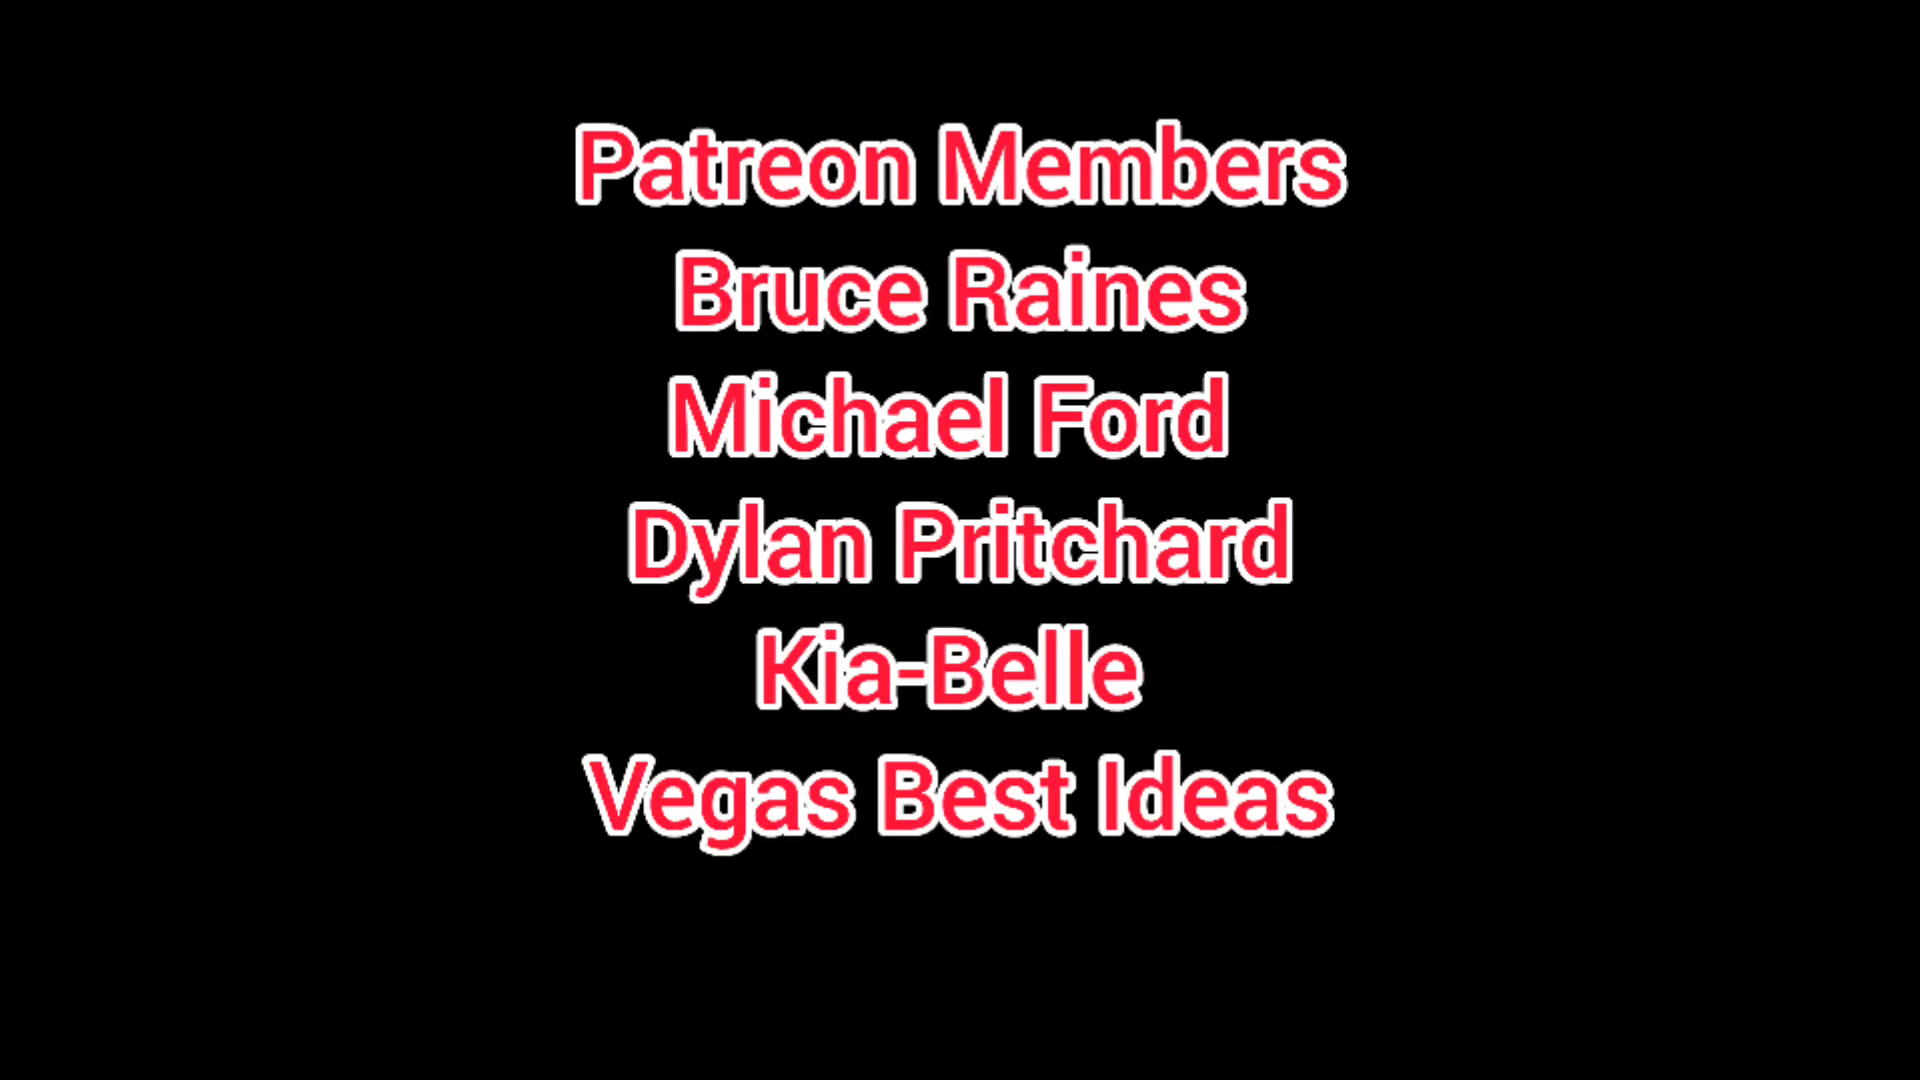 Patreon Members
Bruce Raines
Michael Ford
Dylan Pritchard
Kia-Belle
Vegas Best Ideas